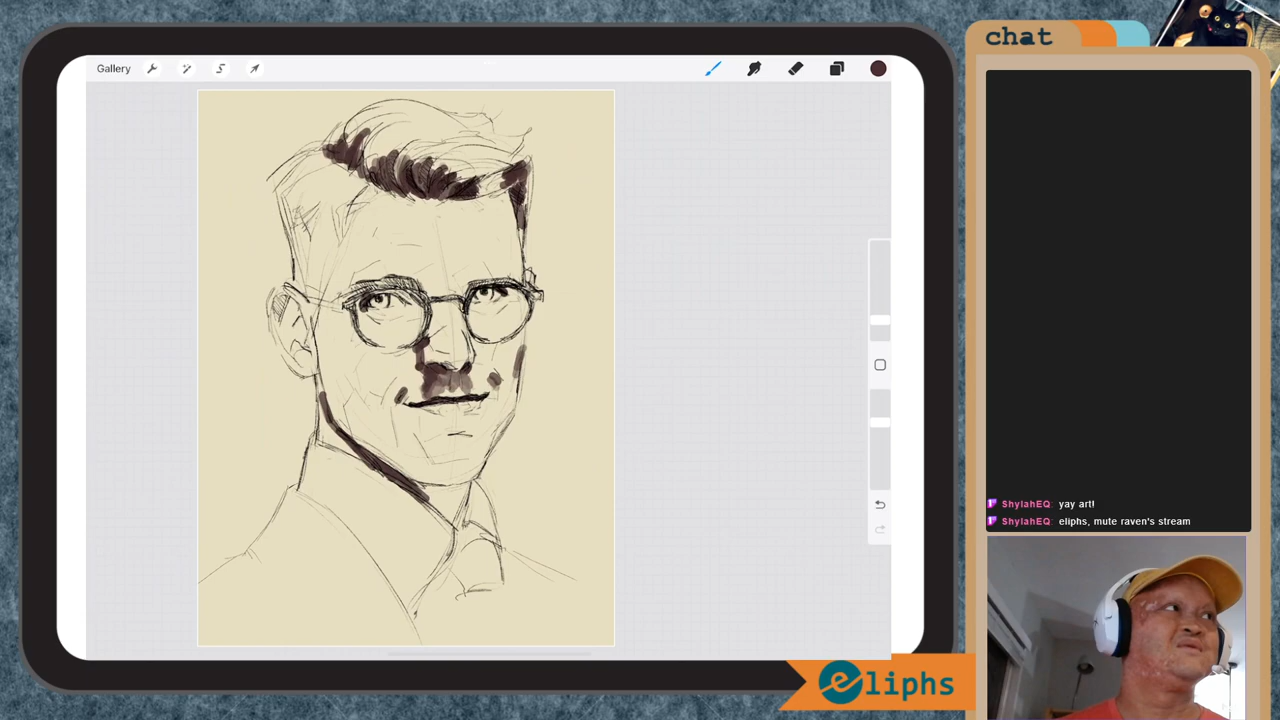 Gallery
chat
ShylahEQ: yay art!
ShylahEQ: eliphs, mute raven's stream
eliphs